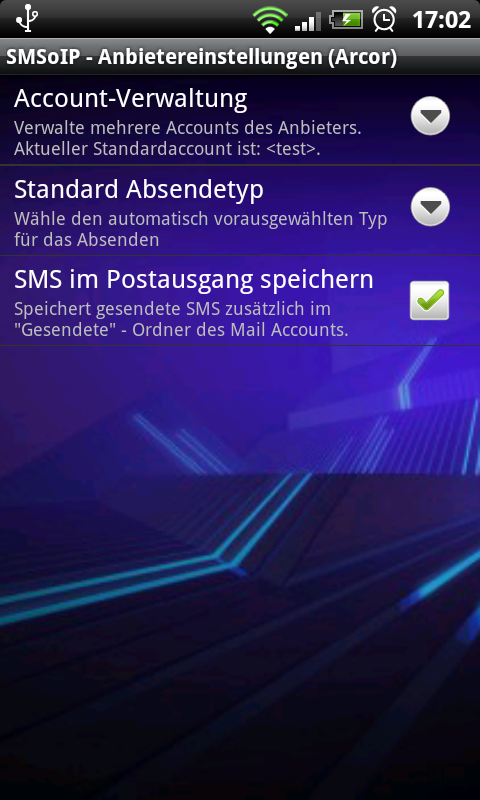 17:02
SMSoIP - Anbietereinstellungen (Arcor)
Account-Verwaltung
Verwalte mehrere Accounts des Anbieters.
Aktueller Standardaccount ist: <test>.
Standard Absendetyp
Wähle den automatisch vorausgewählten Typ
für das Absenden
SMS im Postausgang speichern
Speichert gesendete SMS zusätzlich im
"Gesendete" - Ordner des Mail Accounts.